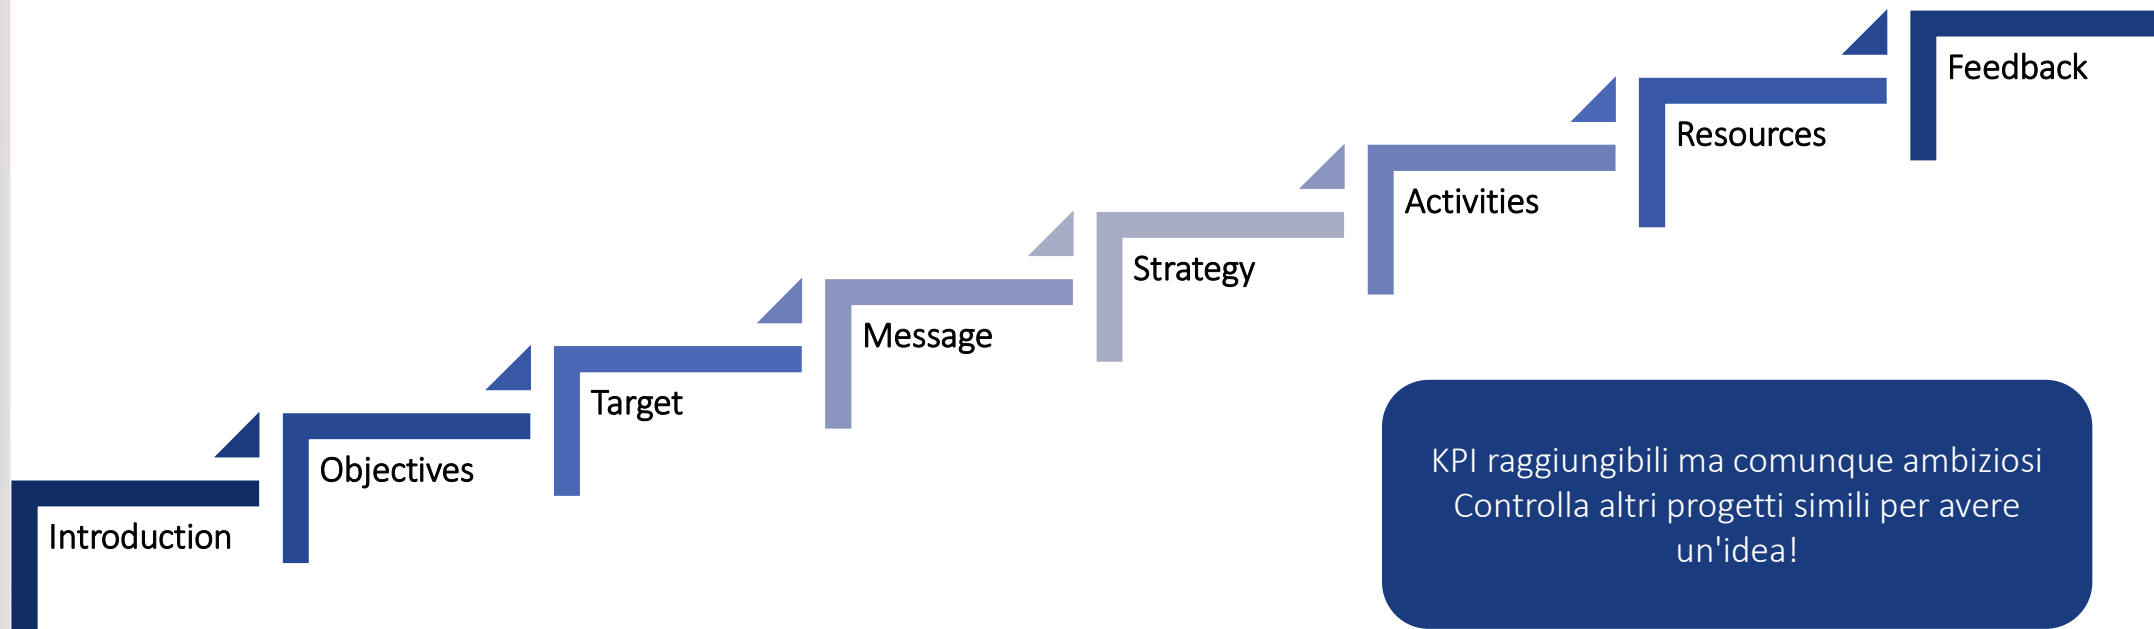 Introduction
Objectives
Target
Message
Strategy
Activities
Resources
Feedback
KPI raggiungibili ma comunque ambiziosi
Controlla altri progetti simili per avere
un'idea!